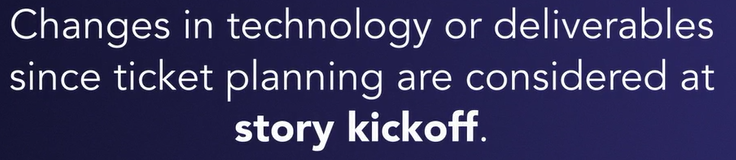 Changes in technology or deliverables
since ticket planning are considered at
story kickoff.